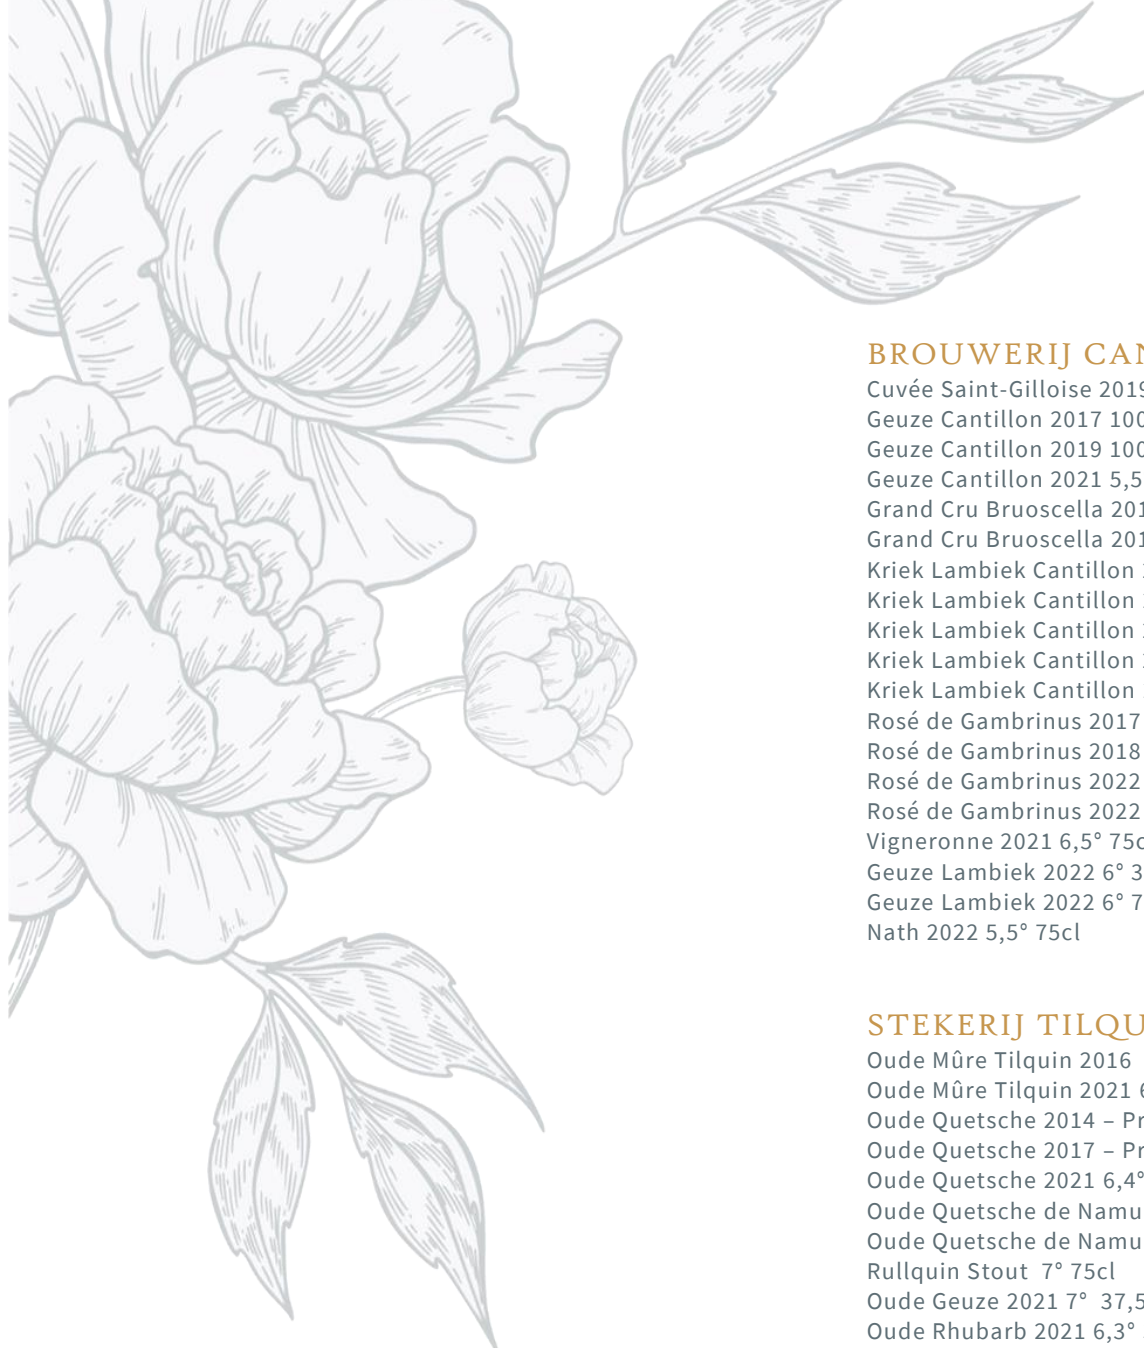 BROUWERIJ CAN
Cuvée Saint-Gilloise 2019
Geuze Cantillon 2017 100
Geuze Cantillon 2019 100
Geuze Cantillon 2021 5,5
Grand Cru Bruoscella 201
Grand Cru Bruoscella 201
Kriek Lambiek Cantillon
Kriek Lambiek Cantillon
Kriek Lambiek Cantillon
Kriek Lambiek Cantillon
Kriek Lambiek Cantillon
Rosé de Gambrinus 2017
Rosé de Gambrinus 2018
Rosé de Gambrinus 2022
Rosé de Gambrinus 2022
Vigneronne 2021 6,5° 75c
Geuze Lambiek 2022 6° 3
Geuze Lambiek 2022 6° 7
Nath 2022 5,5° 75cl
STEKERIJ TILQU
Oude Mûre Tilquin 2016
Oude Mûre Tilquin 2021 6
Oude Quetsche 2014 – Pr
Oude Quetsche 2017 – Pr
Oude Quetsche 2021 6,4°
Oude Quetsche de Namu
Oude Quetsche de Namu
Rullquin Stout 7° 75cl
Oude Geuze 2021 7° 37,5
Oude Rhubarb 2021 6,3°